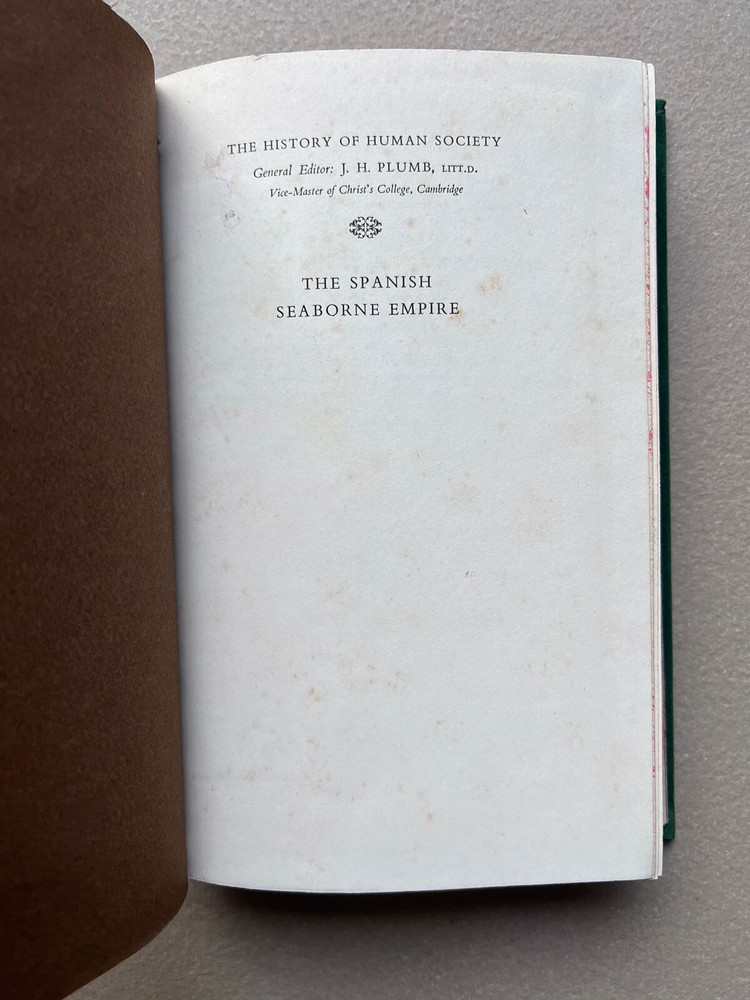 THE HISTORY OF HUMAN SOCIETY
General Editor: J. H. PLUMB, LITT.D.
Vice-Master of Christ's College, Cambridge
THE SPANISH
SEABORNE EMPIRE